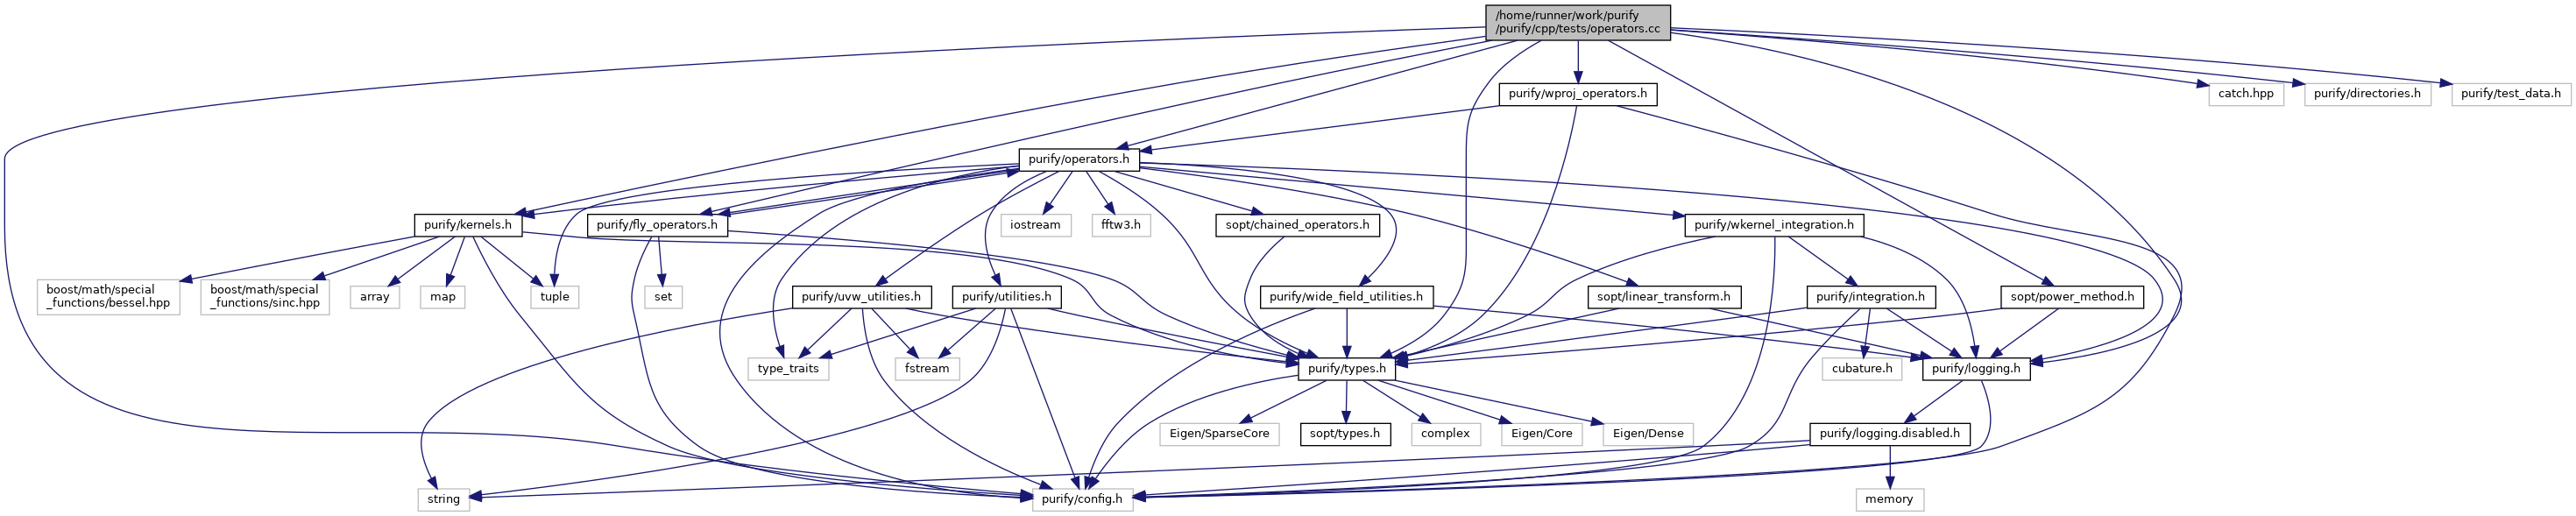 /home/runner/work/purify
/purify/cpp/tests/operators.cc
purify/wproj_operators.h
catch.hpp
purify/directories.h
purify/test_data.h
purify/operators.h
purify/kernels.h
purify/fly_operators.h
iostream
fftw3.h
sopt/chained_operators.h
purify/wkernel_integration.h
boost/math/special
_functions/bessel.hpp
boost/math/special
_functions/sinc.hpp
array
map
tuple
set
purify/uvw_utilities.h
purify/utilities.h
purify/wide_field_utilities.h
sopt/linear_transform.h
purify/integration.h
sopt/power_method.h
type_traits
fstream
purify/types.h
cubature.h
purify/logging.h
Eigen/SparseCore
sopt/types.h
complex
Eigen/Core
Eigen/Dense
purify/logging.disabled.h
string
purify/config.h
memory